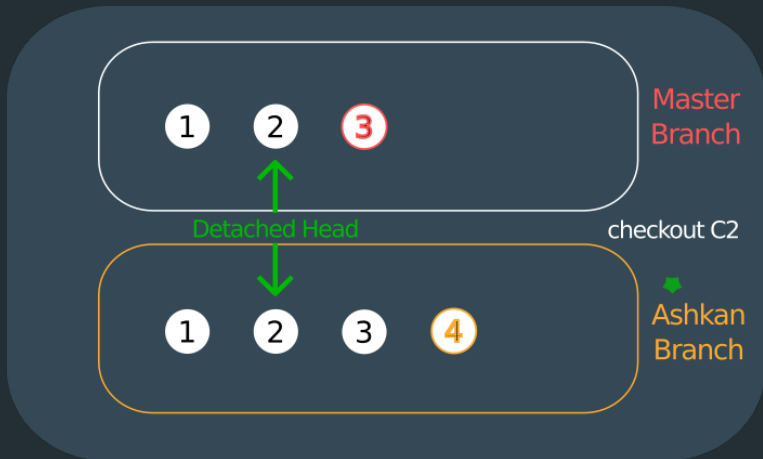 1 2 3
Master
Branch
Detached Head
checkout C2
1 2 3 4
Ashkan
Branch